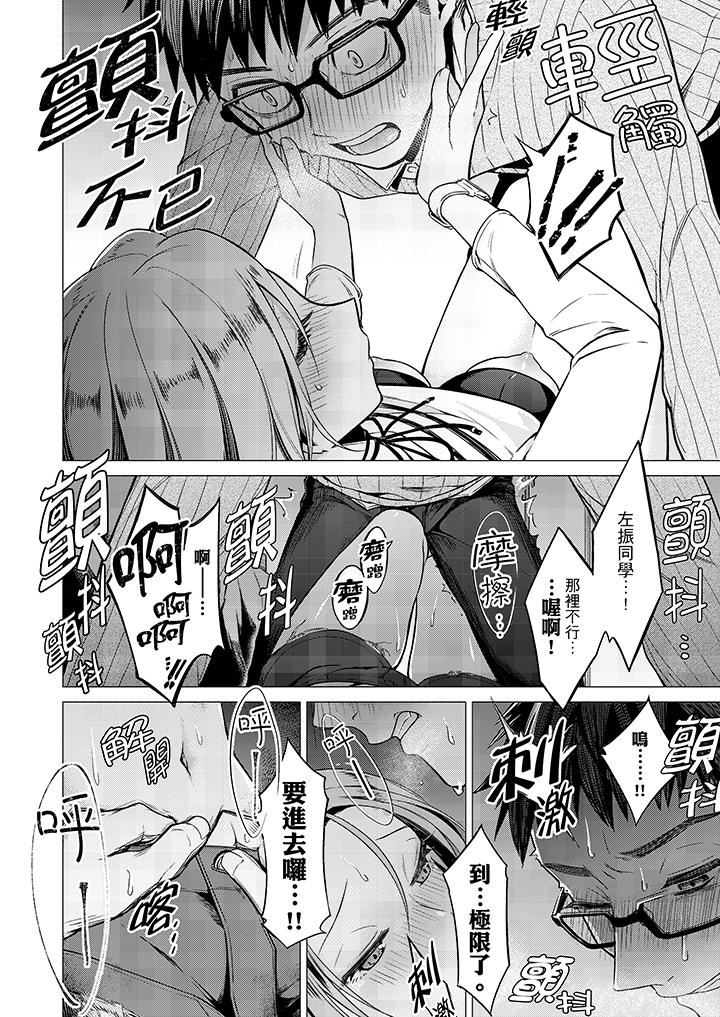 輕顫
輕觸
顫抖不已
!!!!
左振同學…!
那裡不行…
…喔啊!
顫抖…
摩擦…
磨蹭
磨蹭
啊——…
啊啊啊…!!
顫抖
顫抖
顫抖
嗚……!!
顫抖
刺激
到…極限了。
顫抖
刺激
呼——
呼——
要進去囉…!!
解開
喀
呼——